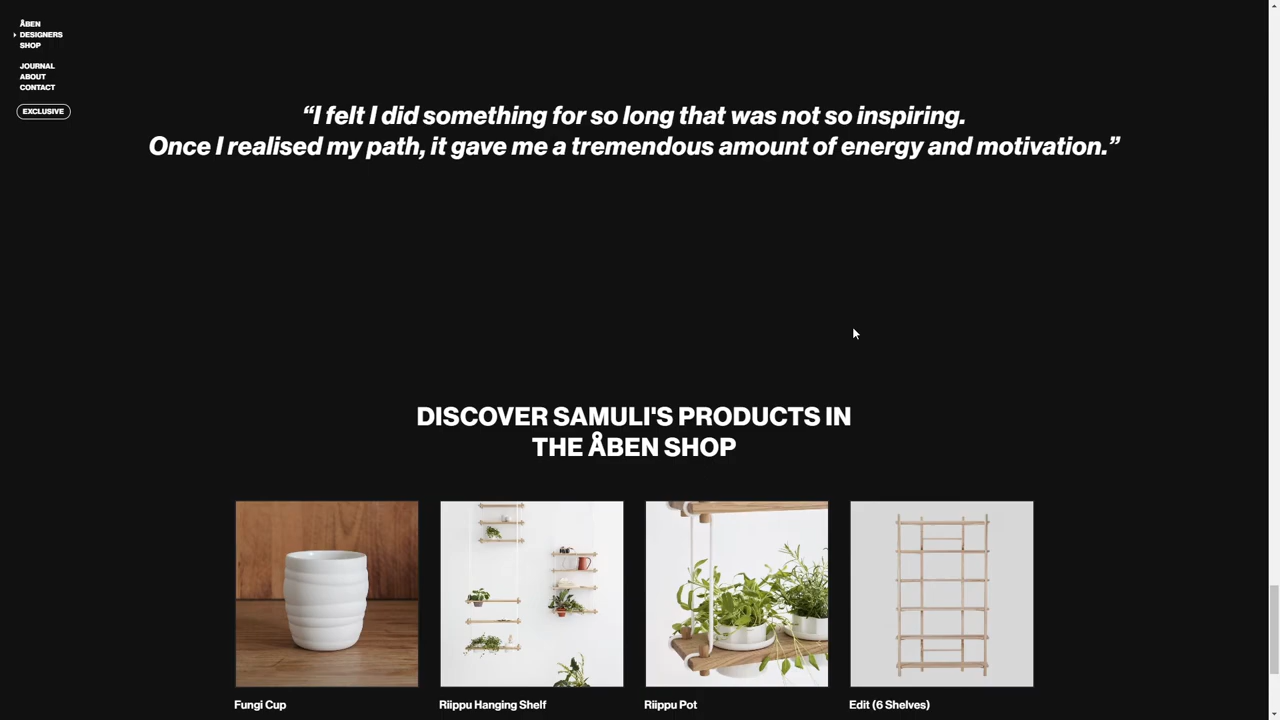 ÅBEN
DESIGNERS
SHOP
JOURNAL
ABOUT
CONTACT
EXCLUSIVE
“I felt I did something for so long that was not so inspiring.
Once I realised my path, it gave me a tremendous amount of energy and motivation.”
DISCOVER SAMULI'S PRODUCTS IN
THE ÅBEN SHOP
Fungi Cup
Riippu Hanging Shelf
Riippu Pot
Edit (6 Shelves)